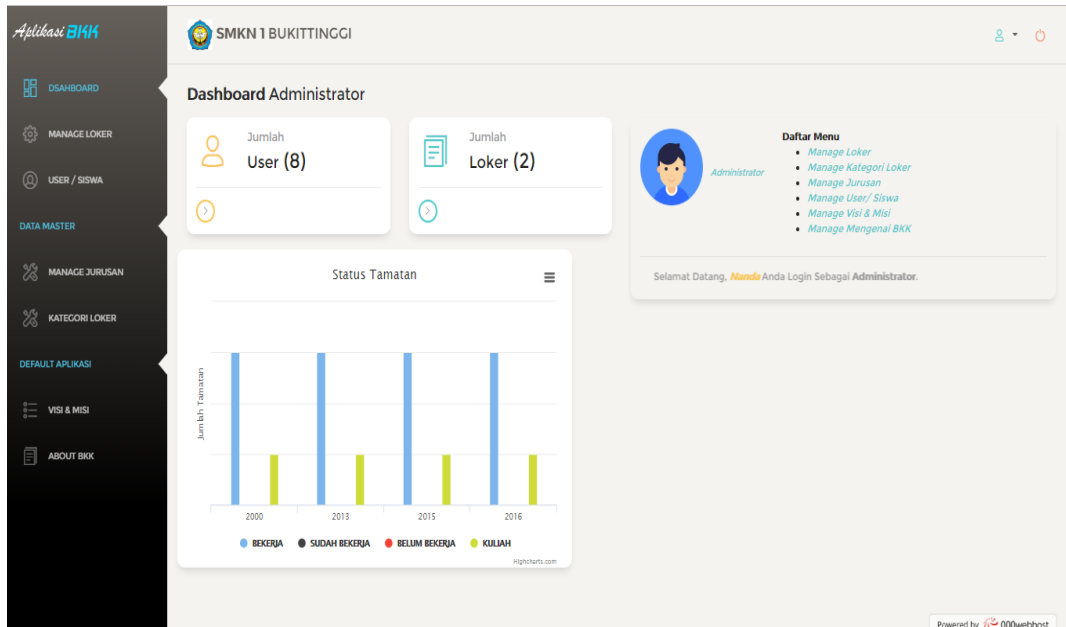 Aplikasi BKK
SMKN 1 BUKITTINGGI
DSAHBOARD
MANAGE LOKER
USER / SISWA
DATA MASTER
MANAGE JURUSAN
KATEGORI LOKER
DEFAULT APLIKASI
VISI & MISI
ABOUT BKK
Dashboard Administrator
Jumlah
User (8)
Jumlah
Loker (2)
Administrator
Daftar Menu
Manage Loker
Manage Kategori Loker
Manage Jurusan
Manage User/ Siswa
Manage Visi & Misi
Manage Mengenai BKK
Selamat Datang, Nanda Anda Login Sebagai Administrator.
Status Tamatan
Jumlah Tamatan
2000 2013 2015 2016
BEKERJA SUDAH BEKERJA BELUM BEKERJA KULIAH
Highcharts.com
Powered by 000webhost